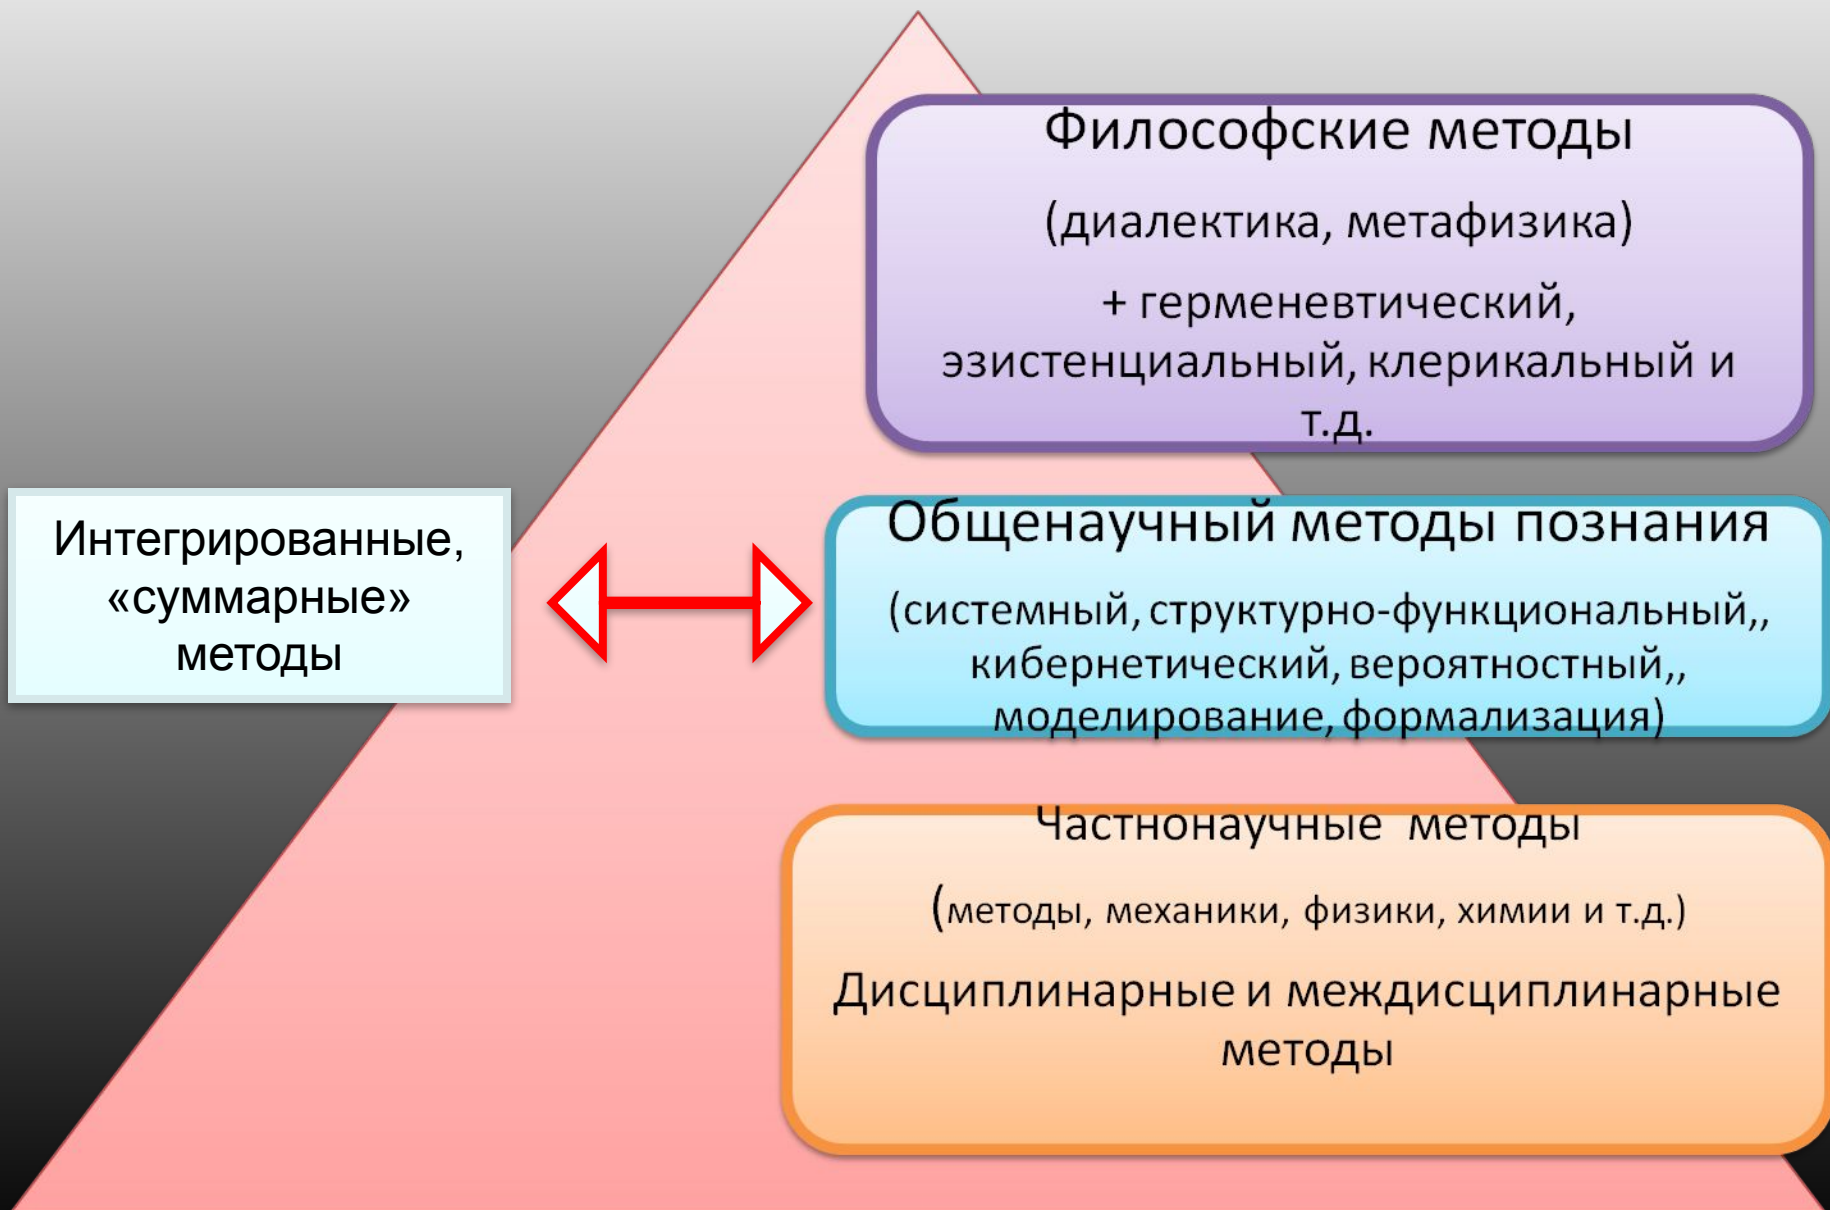 Философские методы
(диалектика, метафизика)
+ герменевтический,
эзистенциальный, клерикальный и
т.д.
Интегрированные,
«суммарные»
методы
Общенаучный методы познания
(системный, структурно-функциональный,,
кибернетический, вероятностный,,
моделирование, формализация)
Частнонаучные методы
(методы, механики, физики, химии и т.д.)
Дисциплинарные и междисциплинарные
методы